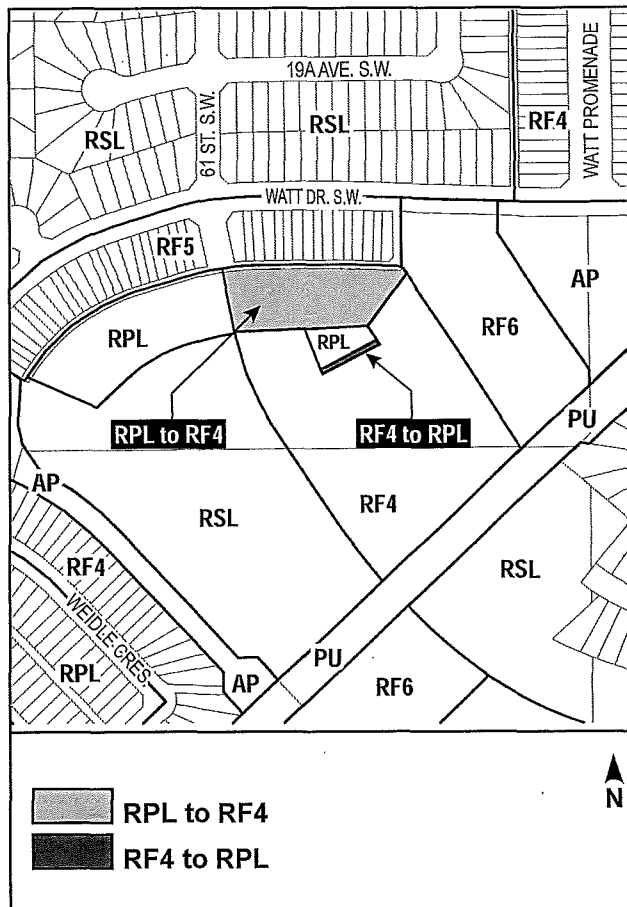 19A AVE. S.W.
WATT PROMENADE
RF4
RSL
61 ST. S.W.
RSL
WATT DR. S.W.
RF5
AP
RF6
RPL
RPL
PU
RPL to RF4
RF4 to RPL
AP
RSL
RF4
RSL
RF4
WEIDLE CRES.
RPL
PU
AP
RF6
N
RPL to RF4
RF4 to RPL